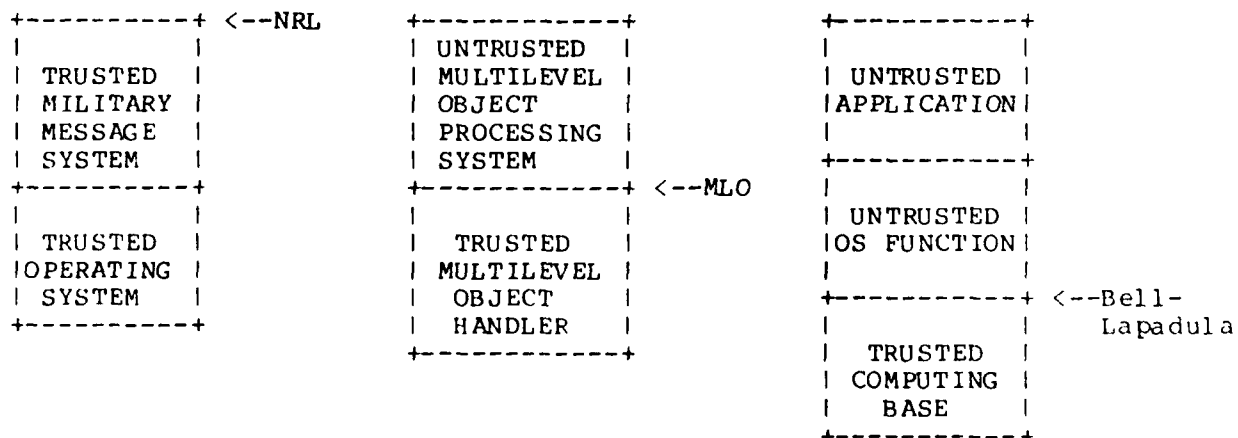 <--NRL
TRUSTED
MILITARY
MESSAGE
SYSTEM
TRUSTED
OPERATING
SYSTEM
UNTRUSTED
MULTILEVEL
OBJECT
PROCESSING
SYSTEM
<--MLO
TRUSTED
MULTILEVEL
OBJECT
HANDLER
UNTRUSTED
APPLICATION
UNTRUSTED
OS FUNCTION
<--Bell-
Lapadula
TRUSTED
COMPUTING
BASE